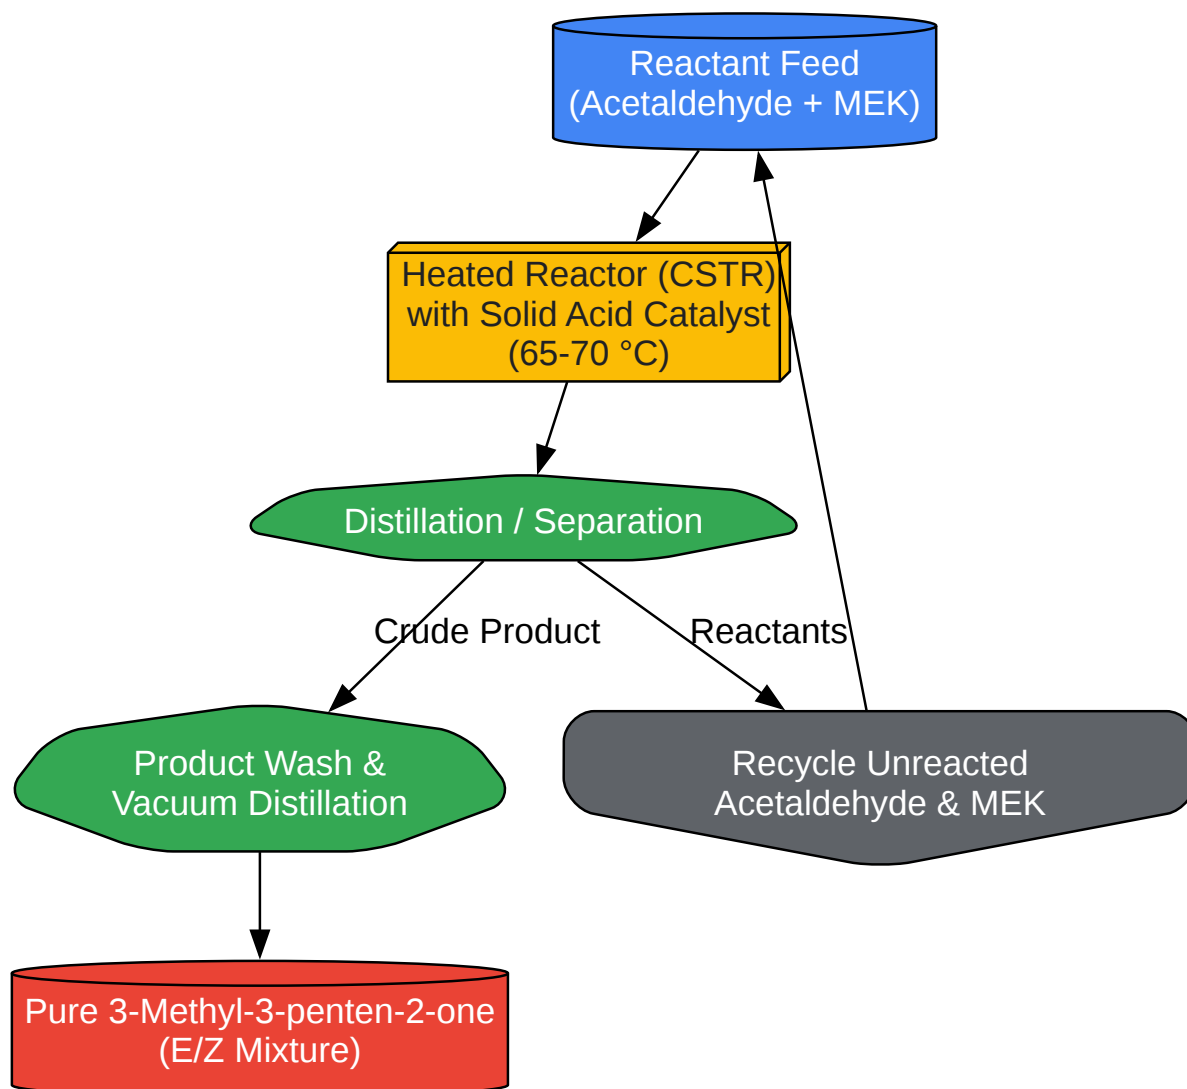 Reactant Feed
(Acetaldehyde + MEK)
Heated Reactor (CSTR)
with Solid Acid Catalyst
(65-70 °C)
Distillation / Separation
Crude Product
Reactants
Product Wash &
Vacuum Distillation
Recycle Unreacted
Acetaldehyde & MEK
Pure 3-Methyl-3-penten-2-one
(E/Z Mixture)